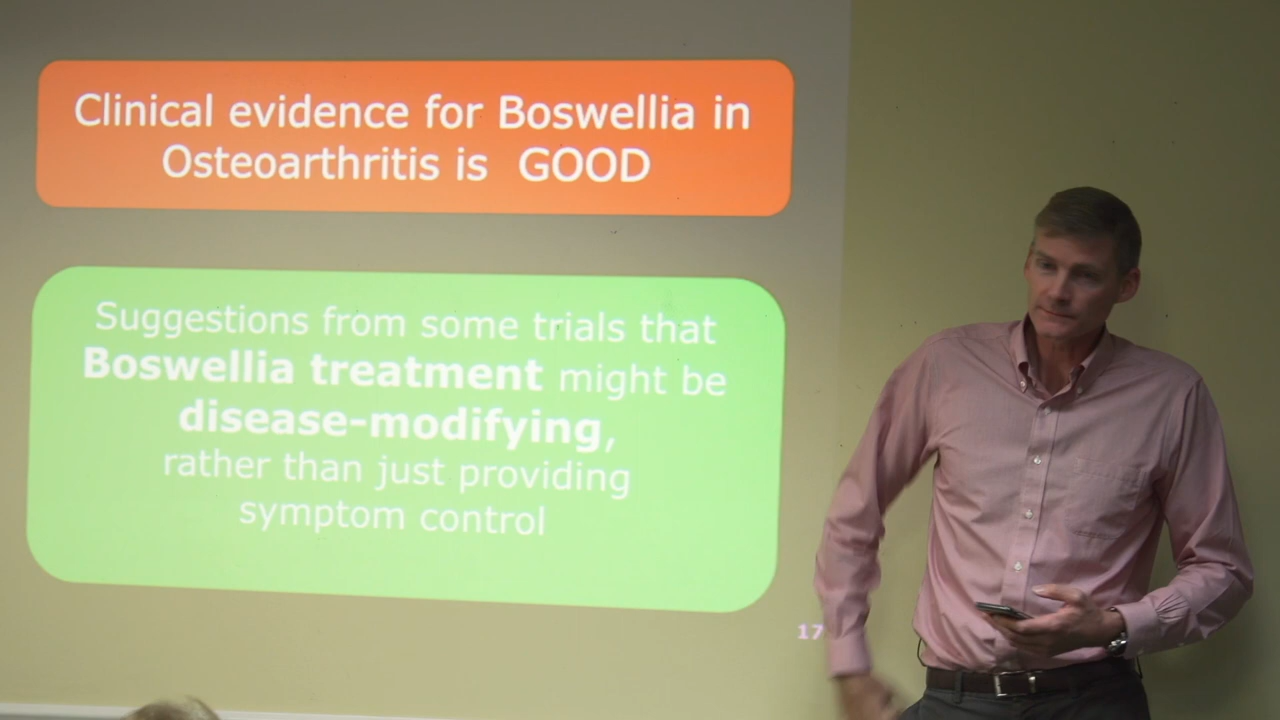 Clinical evidence for Boswellia in
Osteoarthritis is GOOD
Suggestions from some trials that
Boswellia treatment might be
disease-modifying,
rather than just providing
symptom control
17